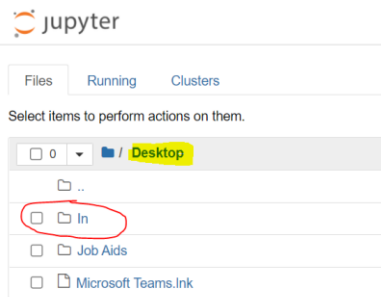 jupyter
Files Running Clusters
Select items to perform actions on them.
0 / Desktop
..
In
Job Aids
Microsoft Teams.lnk